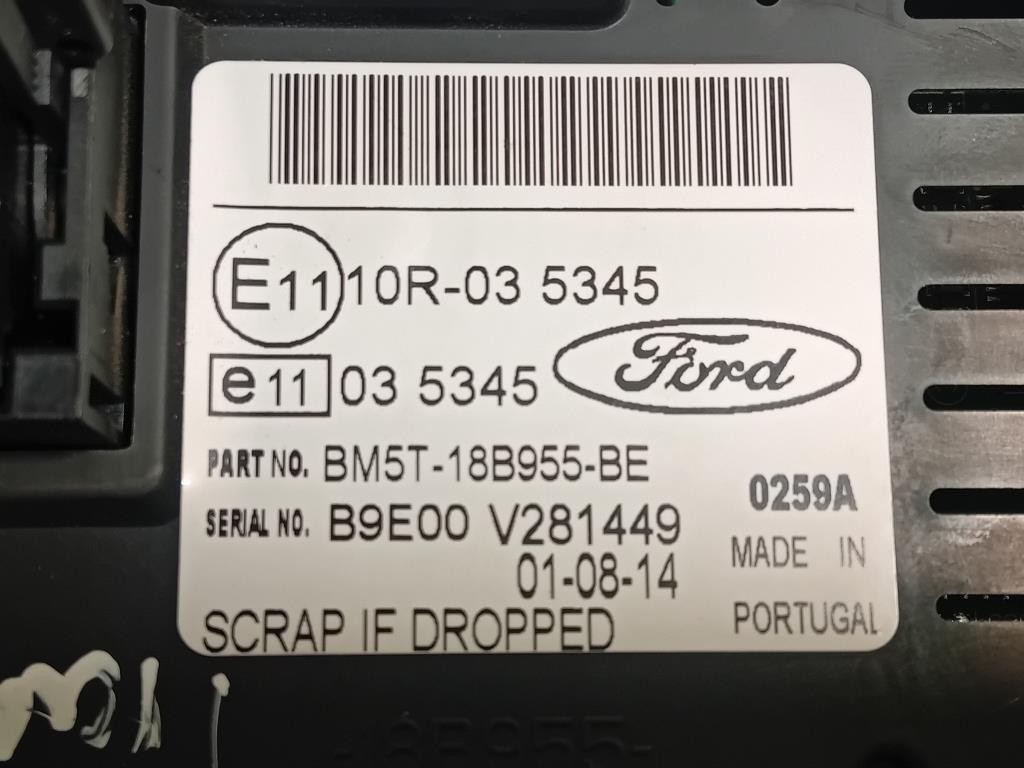 E11 10R-03 5345
e11 03 5345
Ford
PART NO. BM5T-18B955-BE
0259A
SERIAL NO. B9E00 V281449
MADE IN
01-08-14
PORTUGAL
SCRAP IF DROPPED
18B955-